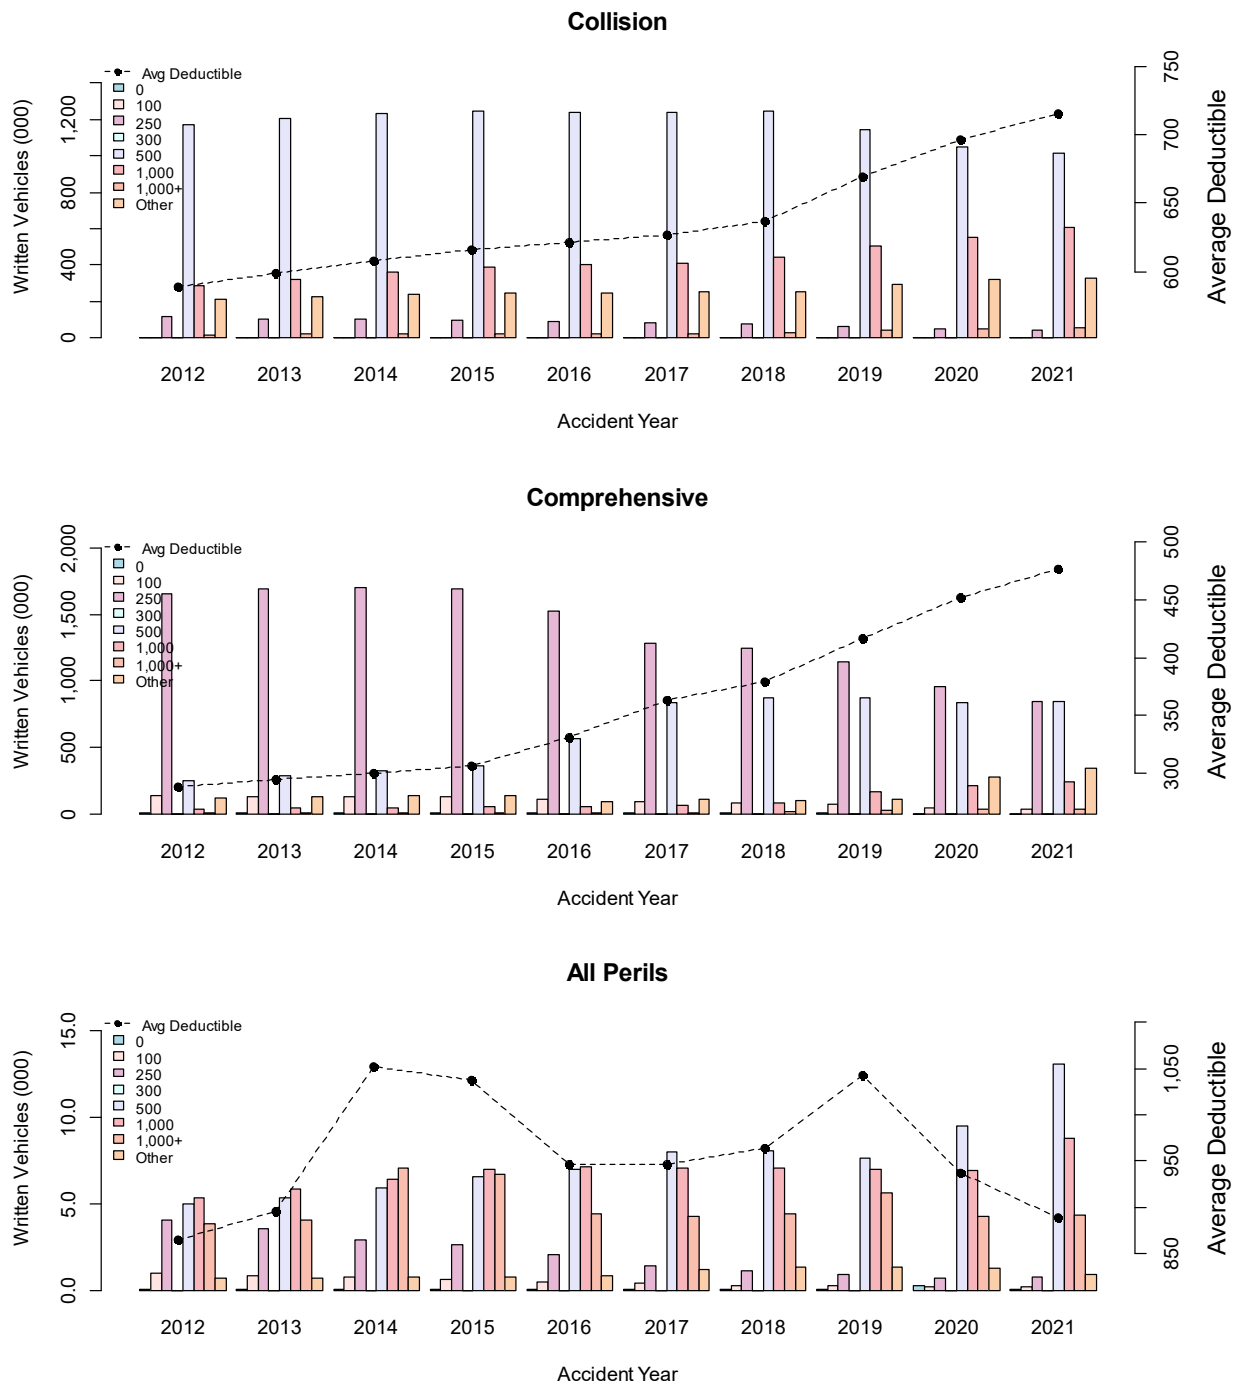 Collision
Written Vehicles (000)
0
400
800
1,200
Avg Deductible
0
100
250
300
500
1,000
1,000+
Other
600
650
700
750
Average Deductible
2012 2013 2014 2015 2016 2017 2018 2019 2020 2021
Accident Year
Comprehensive
Written Vehicles (000)
0
500
1,000
1,500
2,000
Avg Deductible
0
100
250
300
500
1,000
1,000+
Other
300
350
400
450
500
Average Deductible
2012 2013 2014 2015 2016 2017 2018 2019 2020 2021
Accident Year
All Perils
Written Vehicles (000)
0.0
5.0
10.0
15.0
Avg Deductible
0
100
250
300
500
1,000
1,000+
Other
850
950
1,050
Average Deductible
2012 2013 2014 2015 2016 2017 2018 2019 2020 2021
Accident Year